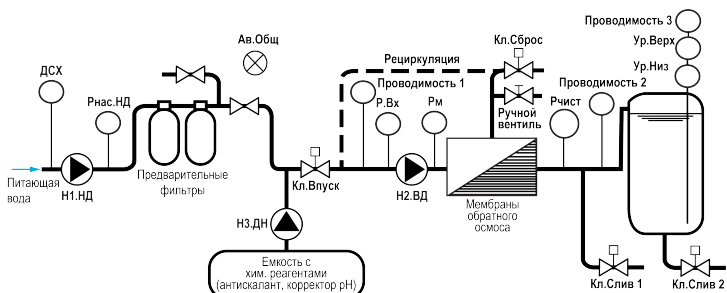 Проводимость 3
Ав.Общ
Кл.Сброс
Ур.Верх
Рециркуляция
ДСХ
Ур.Низ
Проводимость 1
Проводимость 2
Рнас.НД
Р.Вх
Рм
Ручной
вентиль
Рчист
Питающая
вода
Н1.НД
Предварительные
фильтры
Кл.Впуск
Н2.ВД
Мембраны
обратного
осмоса
Н3.ДН
Емкость с
хим. реагентами
(антискалант, корректор рН)
Кл.Слив 1
Кл.Слив 2